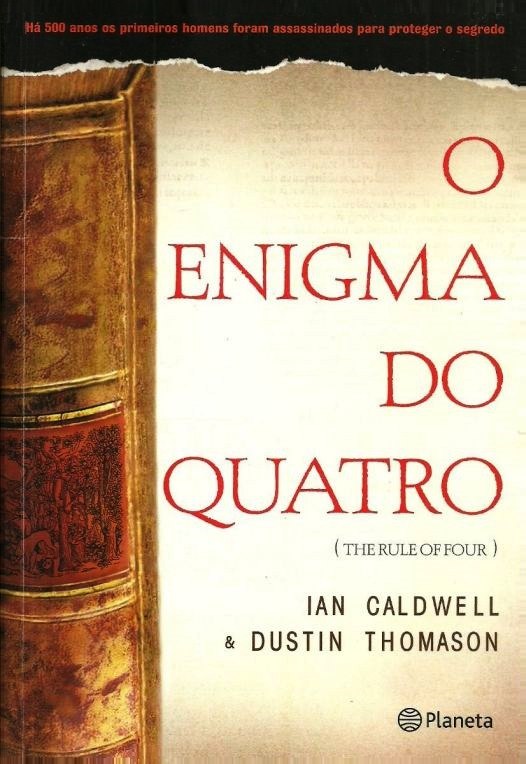 Há 500 anos os primeiros homens foram assassinados para proteger o segredo
O
ENIGMA
DO
QUATRO
( THE RULE OF FOUR )
IAN CALDWELL
& DUSTIN THOMASON
Planeta